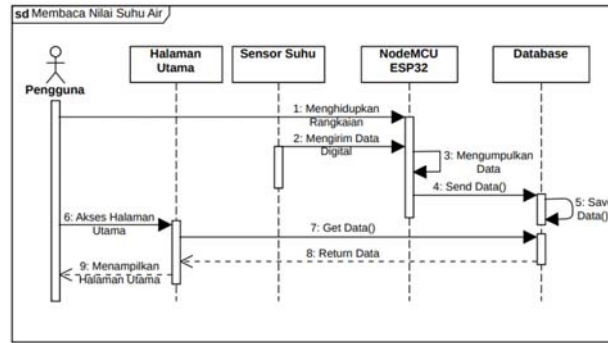 sd Membaca Nilai Suhu Air
Halaman
Utama
Sensor Suhu
NodeMCU
ESP32
Database
Pengguna
1: Menghidupkan
Rangkaian
2: Mengirim Data
Digital
3: Mengumpulkan
Data
4: Send Data()
5: Save
Data()
6: Akses Halaman
Utama
7: Get Data()
8: Return Data
9: Menampilkan
Halaman Utama